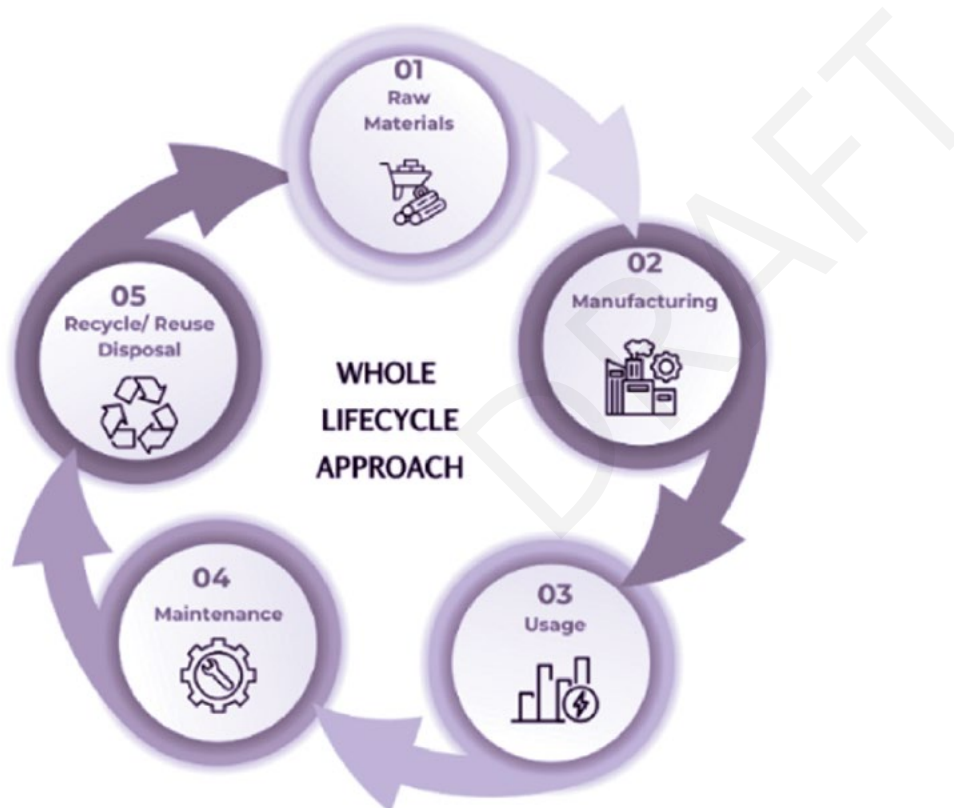 01
Raw
Materials
02
Manufacturing
03
Usage
04
Maintenance
05
Recycle/ Reuse
Disposal
WHOLE
LIFECYCLE
APPROACH
DRAFT